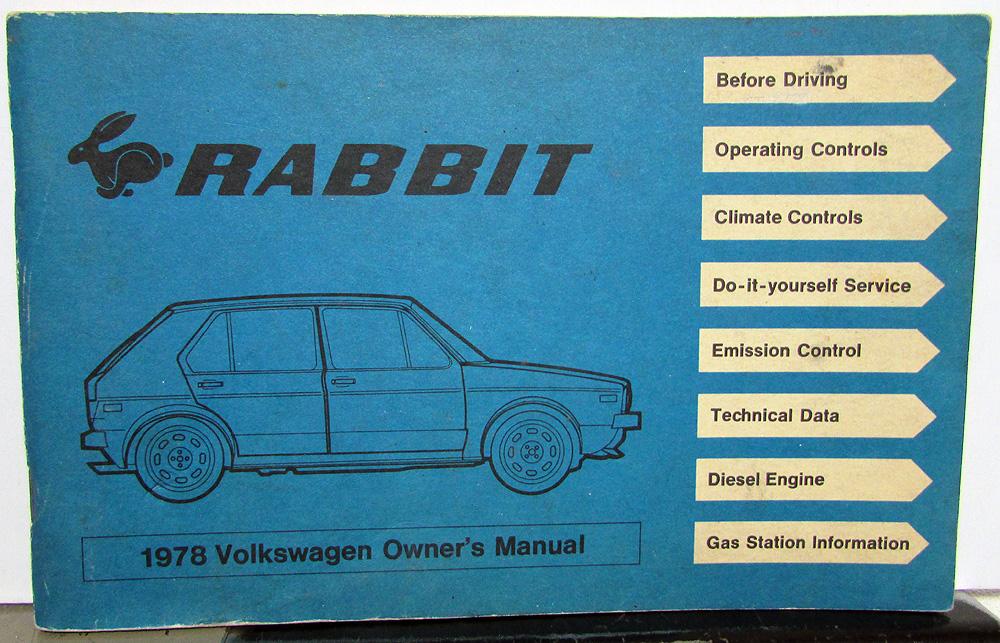 RABBIT
1978 Volkswagen Owner's Manual
Before Driving
Operating Controls
Climate Controls
Do-it-yourself Service
Emission Control
Technical Data
Diesel Engine
Gas Station Information